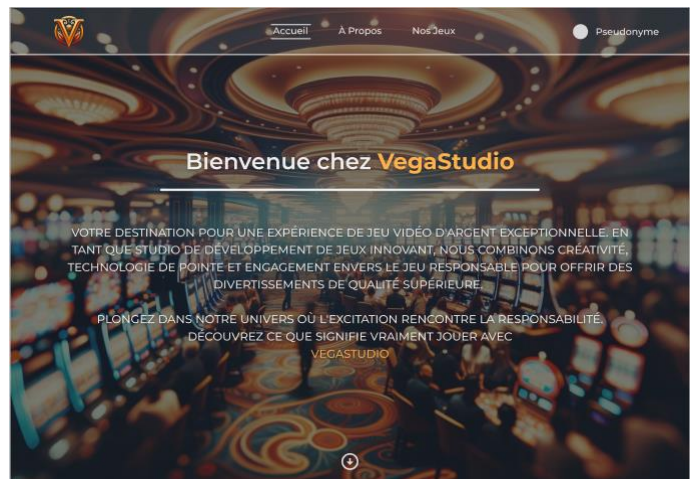 Accueil
À Propos
Nos Jeux
Pseudonyme
Bienvenue chez VegaStudio
VOTRE DESTINATION POUR UNE EXPÉRIENCE DE JEU VIDÉO D'ARGENT EXCEPTIONNELLE. EN
TANT QUE STUDIO DE DÉVELOPPEMENT DE JEUX INNOVANT, NOUS COMBINONS CRÉATIVITÉ,
TECHNOLOGIE DE POINTE ET ENGAGEMENT ENVERS LE JEU RESPONSABLE POUR OFFRIR DES
DIVERTISSEMENTS DE QUALITÉ SUPÉRIEURE.
PLONGEZ DANS NOTRE UNIVERS OÙ L'EXCITATION RENCONTRE LA RESPONSABILITÉ.
DÉCOUVREZ CE QUE SIGNIFIE VRAIMENT JOUER AVEC
VEGASTUDIO